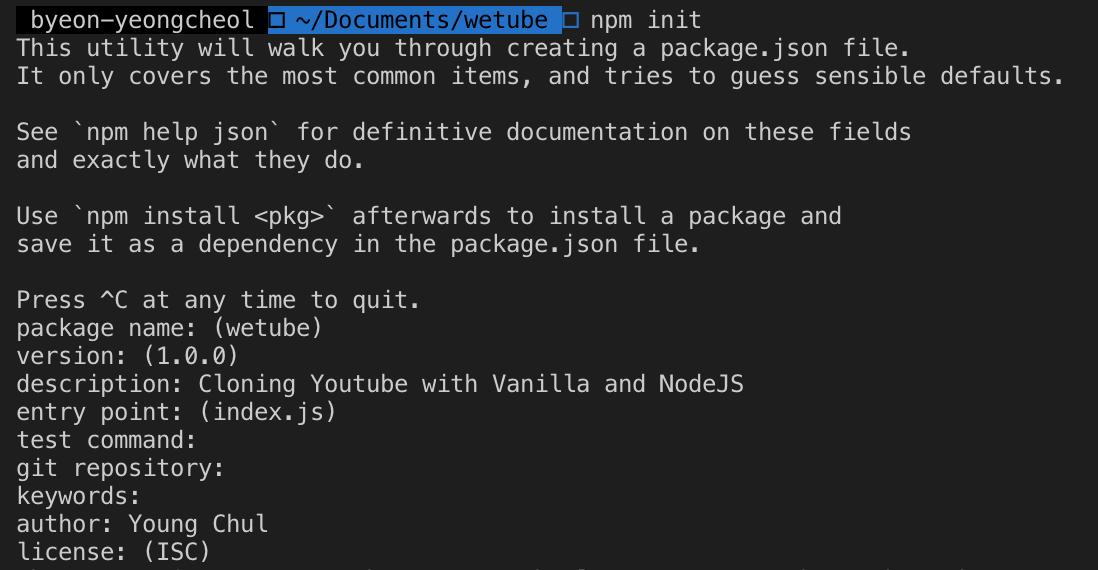 byeon-yeongcheol ~/Documents/wetube npm init
This utility will walk you through creating a package.json file.
It only covers the most common items, and tries to guess sensible defaults.
See `npm help json` for definitive documentation on these fields
and exactly what they do.
Use `npm install <pkg>` afterwards to install a package and
save it as a dependency in the package.json file.
Press ^C at any time to quit.
package name: (wetube)
version: (1.0.0)
description: Cloning Youtube with Vanilla and NodeJS
entry point: (index.js)
test command:
git repository:
keywords:
author: Young Chul
license: (ISC)